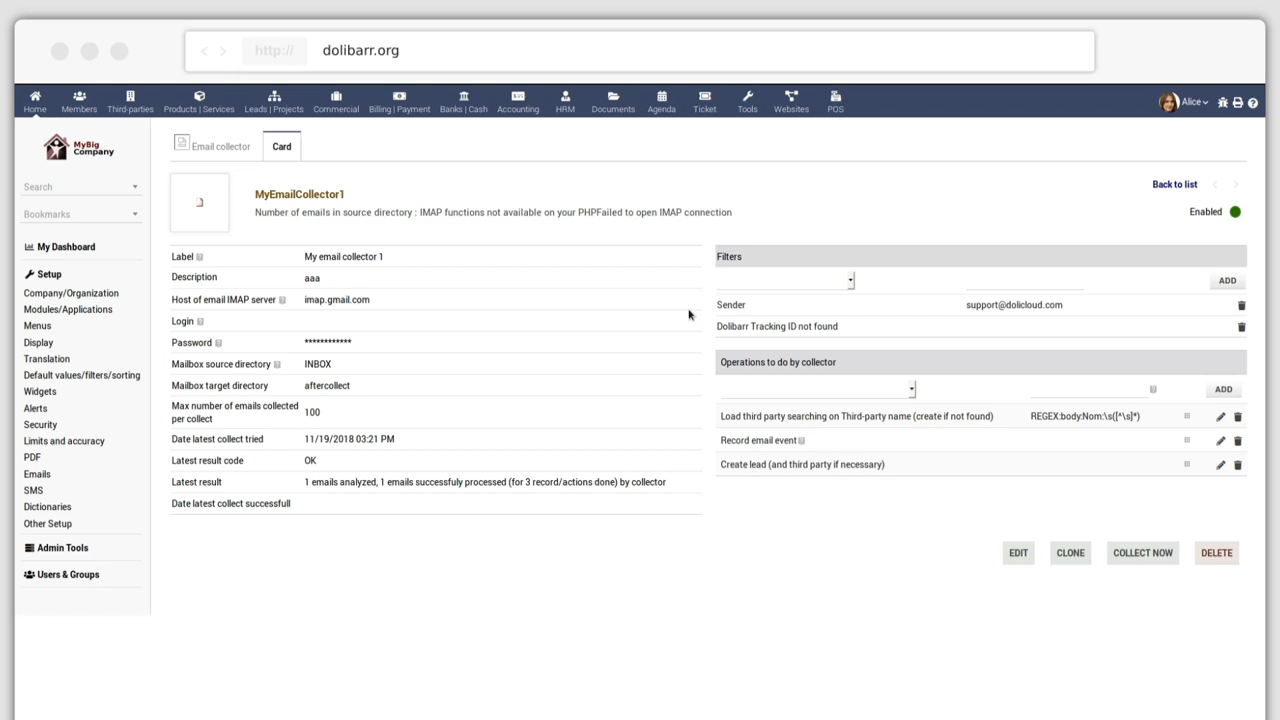 http://
dolibarr.org
Home
Members
Third-parties
Products | Services
Leads | Projects
Commercial
Billing | Payment
Banks | Cash
Accounting
HRM
Documents
Agenda
Ticket
Tools
Websites
POS
Alice
MyBig
Company
Search
Bookmarks
My Dashboard
Setup
Company/Organization
Modules/Applications
Menus
Display
Translation
Default values/filters/sorting
Widgets
Alerts
Security
Limits and accuracy
PDF
Emails
SMS
Dictionaries
Other Setup
Admin Tools
Users & Groups
Email collector
Card
MyEmailCollector1
Number of emails in source directory : IMAP functions not available on your PHPFailed to open IMAP connection
Back to list
Enabled
Label My email collector 1
Description aaa
Host of email IMAP server imap.gmail.com
Login
Password ************
Mailbox source directory INBOX
Mailbox target directory aftercollect
Max number of emails collected
per collect 100
Date latest collect tried 11/19/2018 03:21 PM
Latest result code OK
Latest result 1 emails analyzed, 1 emails successfuly processed (for 3 record/actions done) by collector
Date latest collect successfull
Filters
ADD
Sender support@dolicloud.com
Dolibarr Tracking ID not found
Operations to do by collector
ADD
Load third party searching on Third-party name (create if not found) REGEX:body:Nom:\s([^\s]*)
Record email event
Create lead (and third party if necessary)
EDIT
CLONE
COLLECT NOW
DELETE